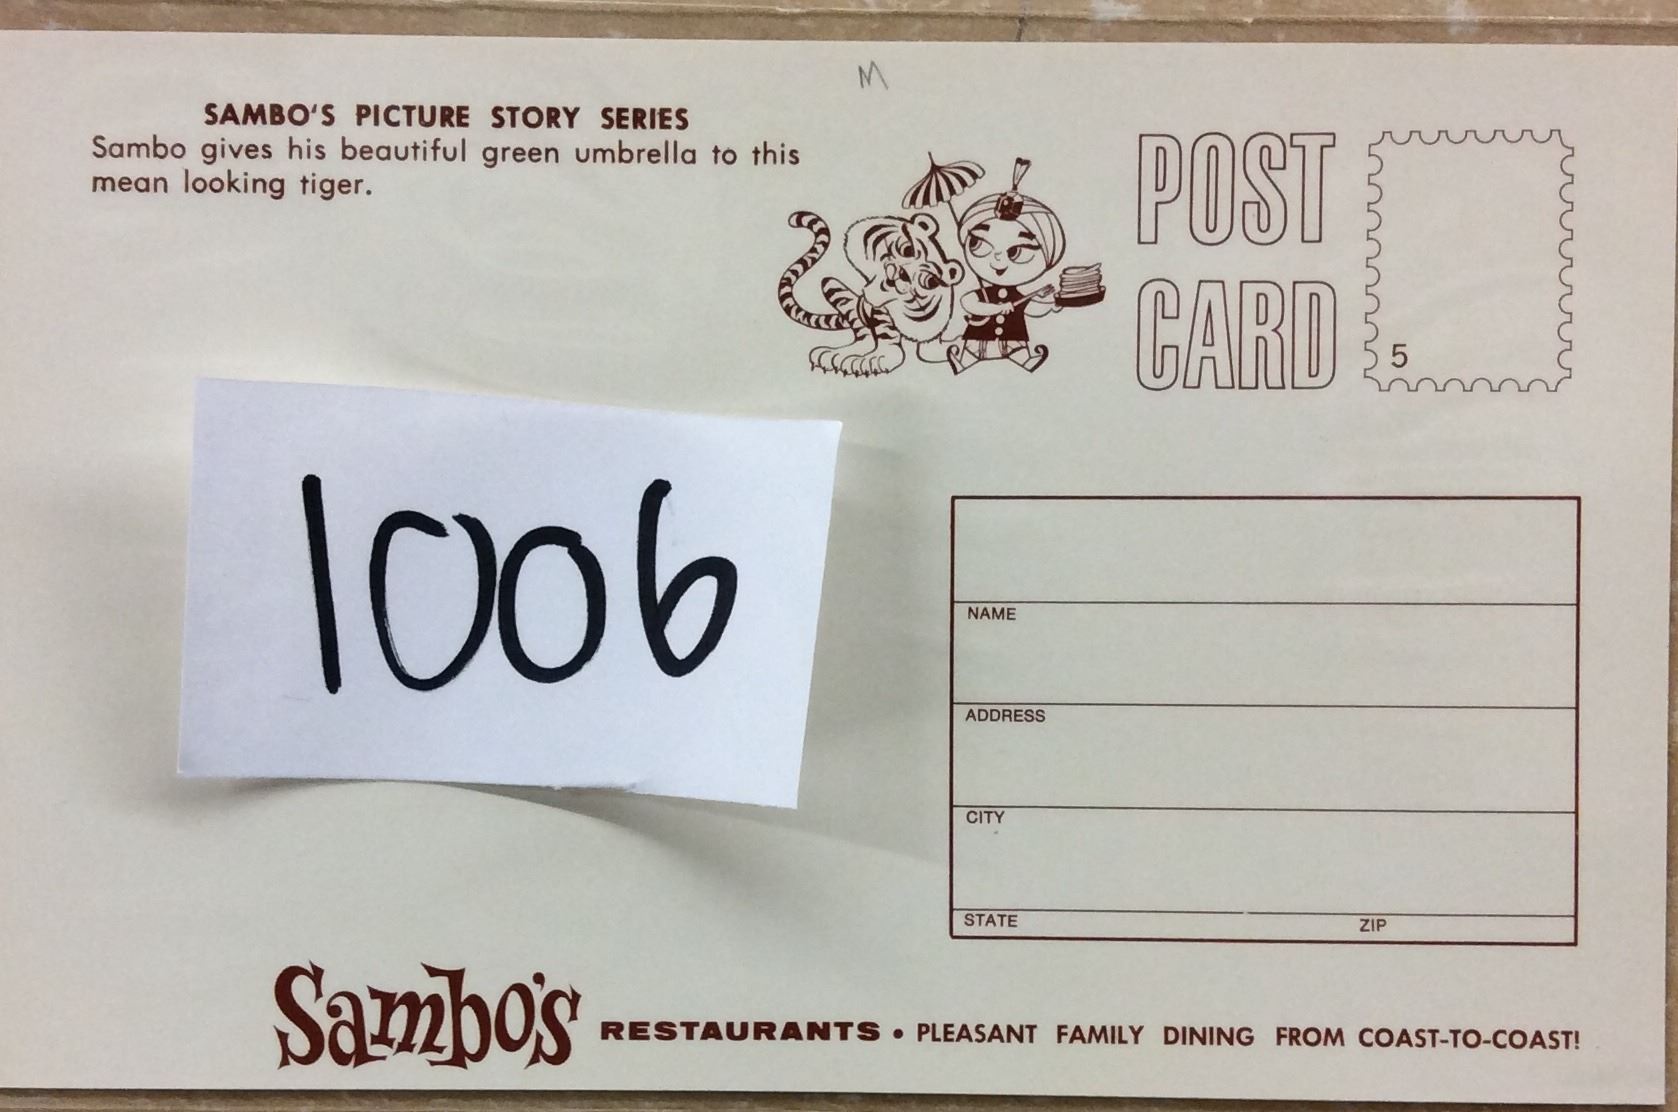 M
SAMBO'S PICTURE STORY SERIES
Sambo gives his beautiful green umbrella to this
mean looking tiger.
POST
CARD
5
1006
NAME
ADDRESS
CITY
STATE ZIP
Sambo's RESTAURANTS • PLEASANT FAMILY DINING FROM COAST-TO-COAST!